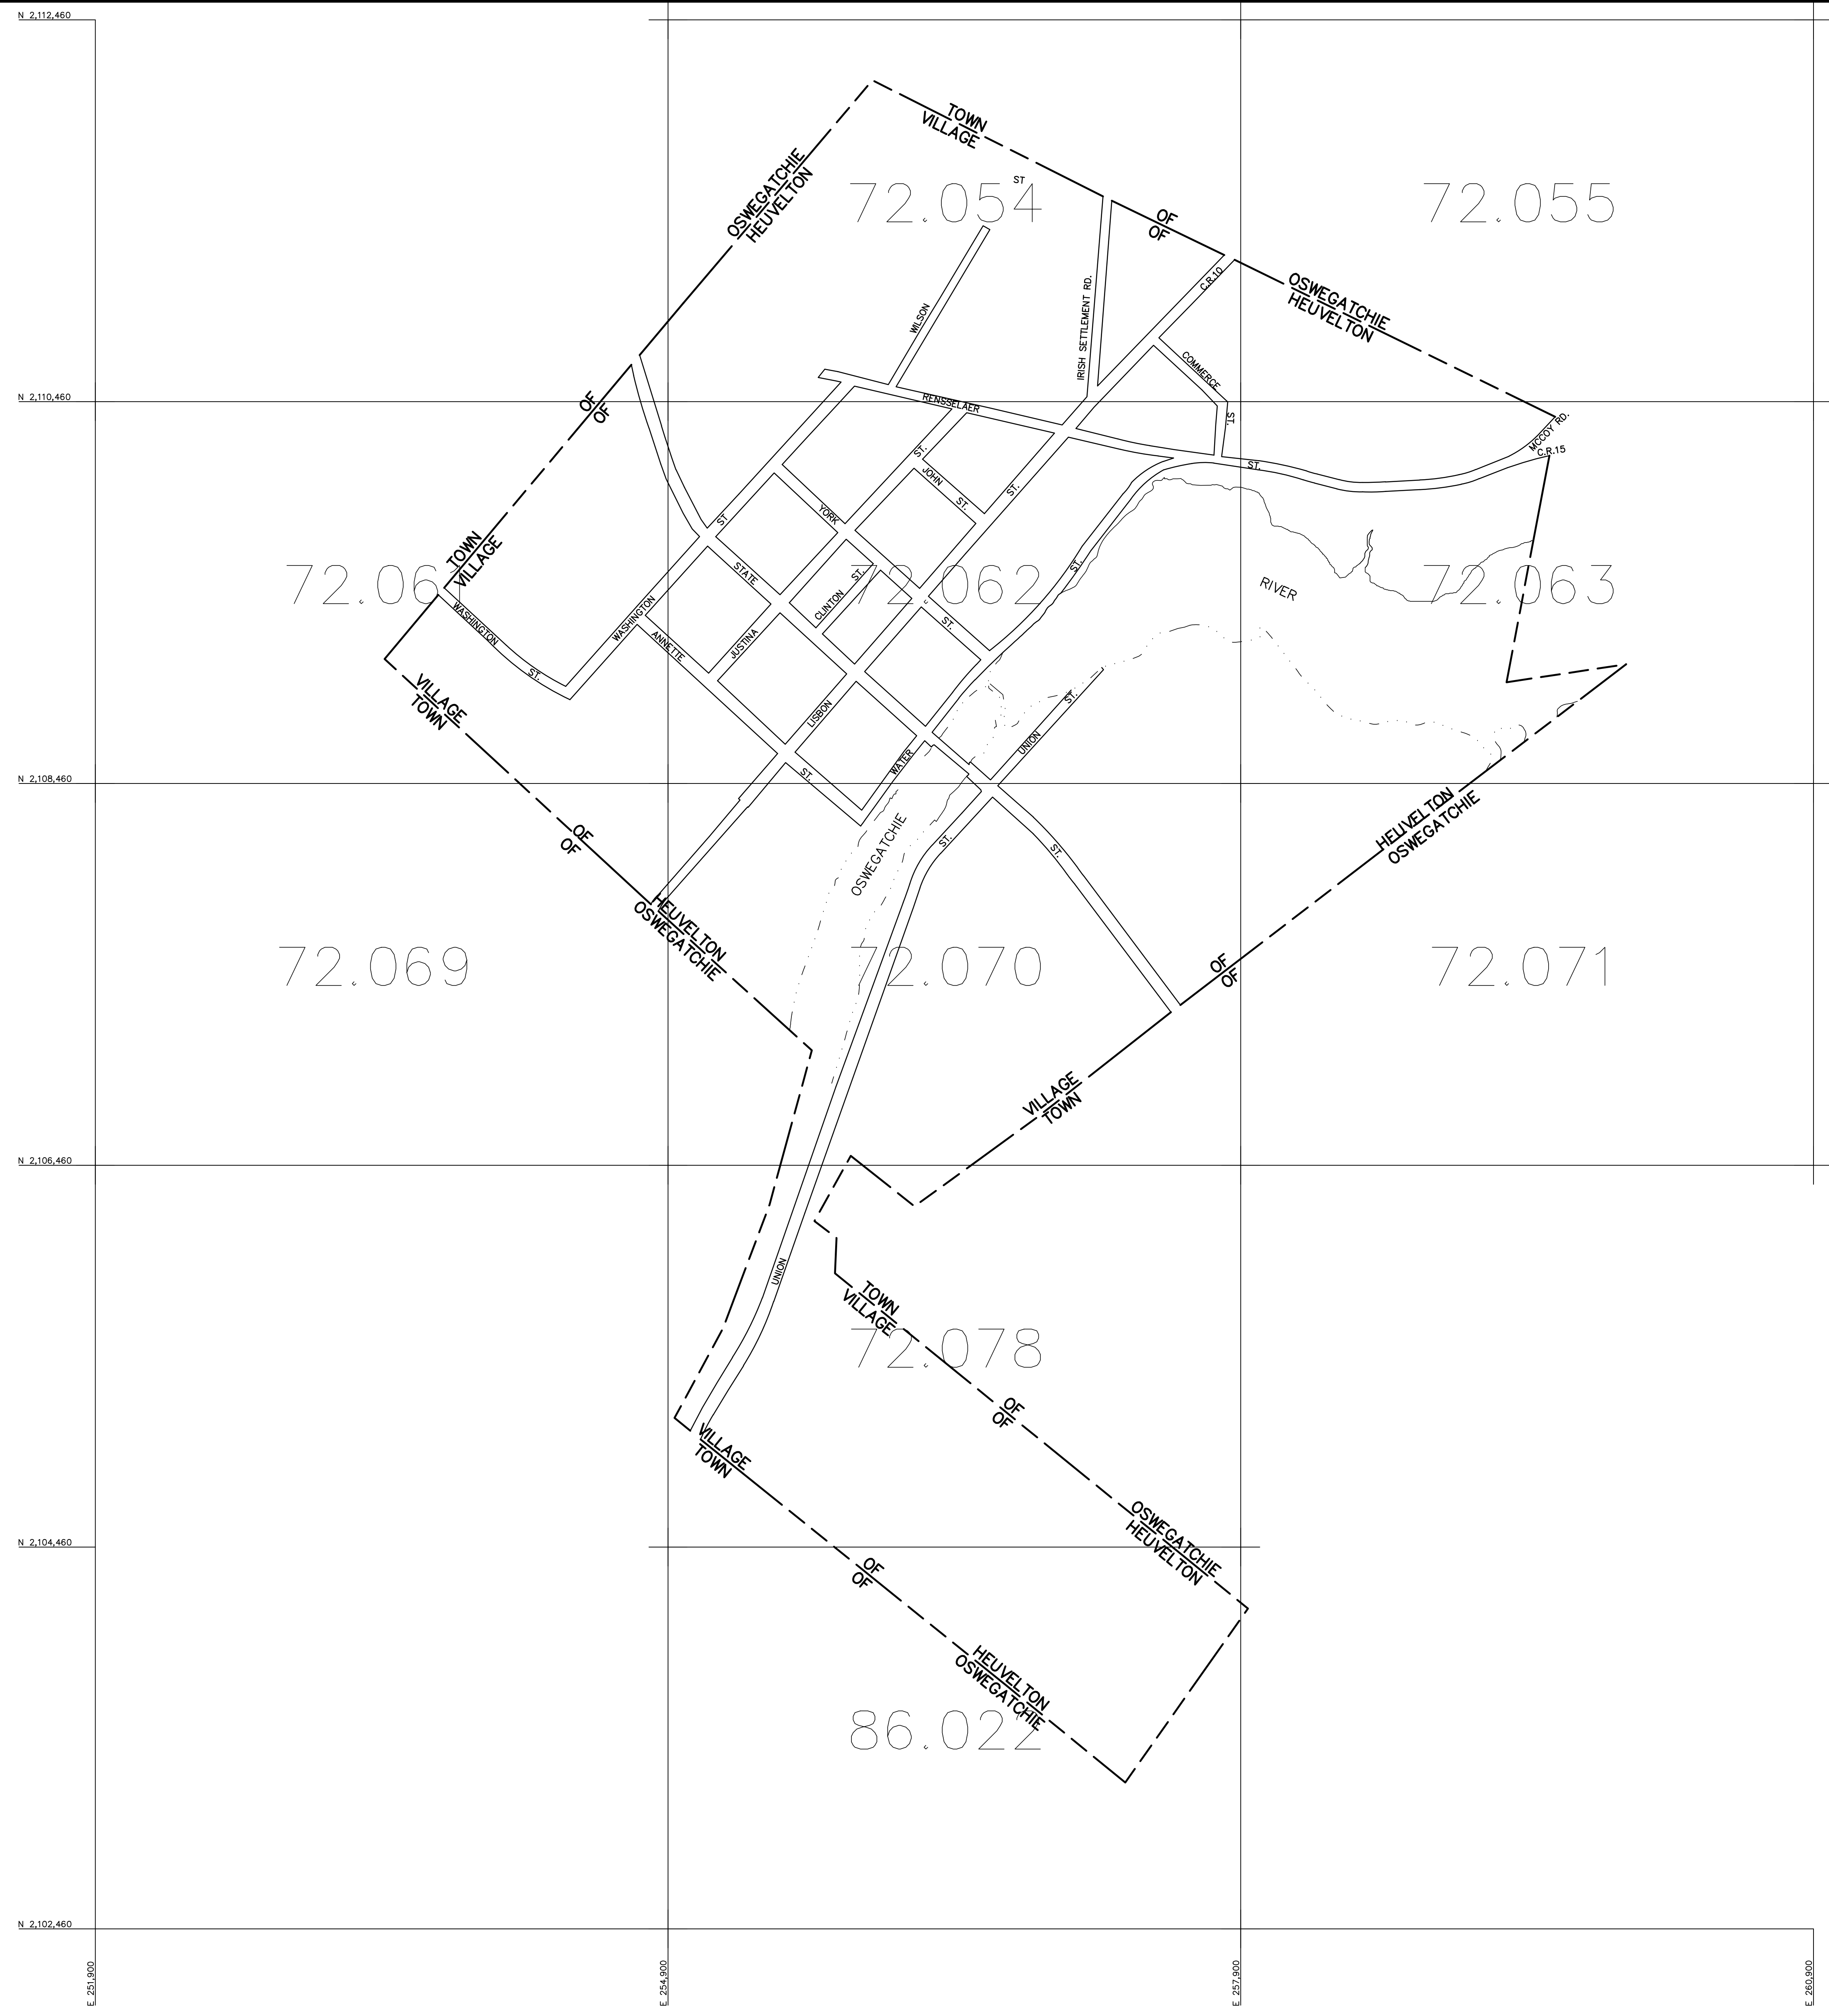 N 2,112,460
TOWN
VILLAGE
OSWEGATCHIE
HEUVELTON
72.054
ST
72.055
OF
OF
C.R.10
OSWEGATCHIE
HEUVELTON
WILSON
IRISH SETTLEMENT RD.
COMMERCE
ST.
N 2,110,460
OF
OF
RENSSELAER
ST.
MCCOY RD.
C.R.15
ST.
JOHN
ST.
ST.
YORK
ST
TOWN
VILLAGE
72.061
STATE
CLINTON
ST.
72.062
ST.
RIVER
72.063
WASHINGTON
ST.
WASHINGTON
ANNETTE
JUSTINA
ST.
VILLAGE
TOWN
LISBON
UNION
ST.
WATER
ST.
N 2,108,460
OF
OF
OSWEGATCHIE
ST.
ST.
HEUVELTON
OSWEGATCHIE
HEUVELTON
OSWEGATCHIE
72.069
72.070
OF
OF
72.071
VILLAGE
TOWN
N 2,106,460
UNION
TOWN
VILLAGE
72.078
OF
OF
VILLAGE
TOWN
OSWEGATCHIE
HEUVELTON
N 2,104,460
OF
OF
HEUVELTON
OSWEGATCHIE
86.022
N 2,102,460
E 251,900
E 254,900
E 257,900
E 260,900